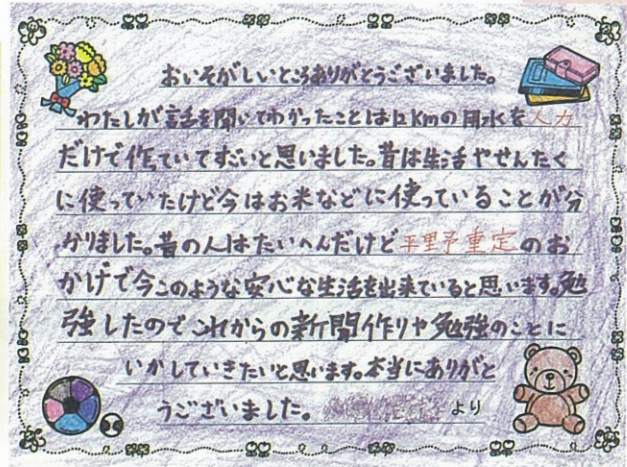 おいそがしいところありがとうございました。
わたしが話を聞いてわかったことは12kmの用水を人力
だけで作ていてすごいと思いました。昔は生活やせんたく
に使っていたけど今はお米などに使っていることが分
かりました。昔の人はたいへんだけど平野重定のお
かげで今このような安心な生活を出来ていると思います。勉
強したのでこれからの新聞作りや勉強のことに
いかしていきたいと思います。本当にありがと
うございました。より